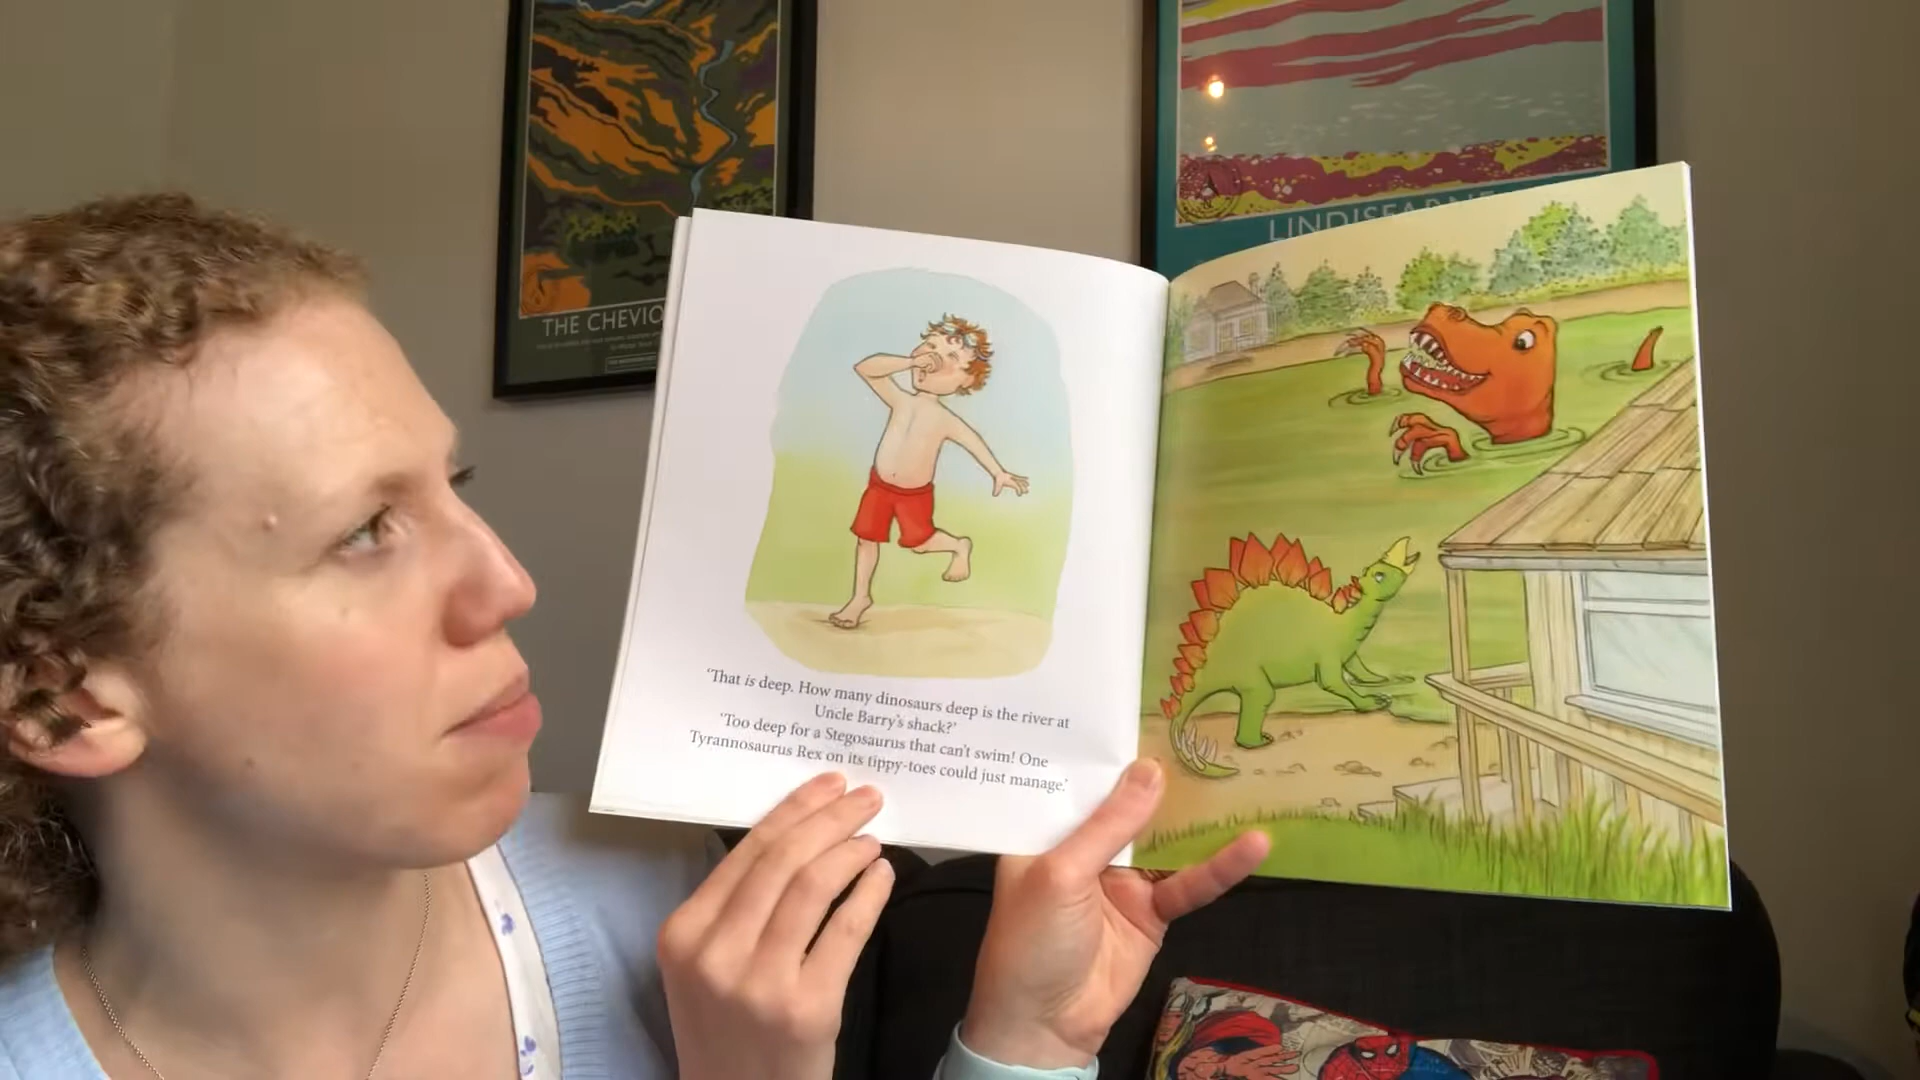 THE CHEVIO
LINDISFARNE
'That is deep. How many dinosaurs deep is the river at
Uncle Barry's shack?'
'Too deep for a Stegosaurus that can't swim! One
Tyrannosaurus Rex on its tippy-toes could just manage.'